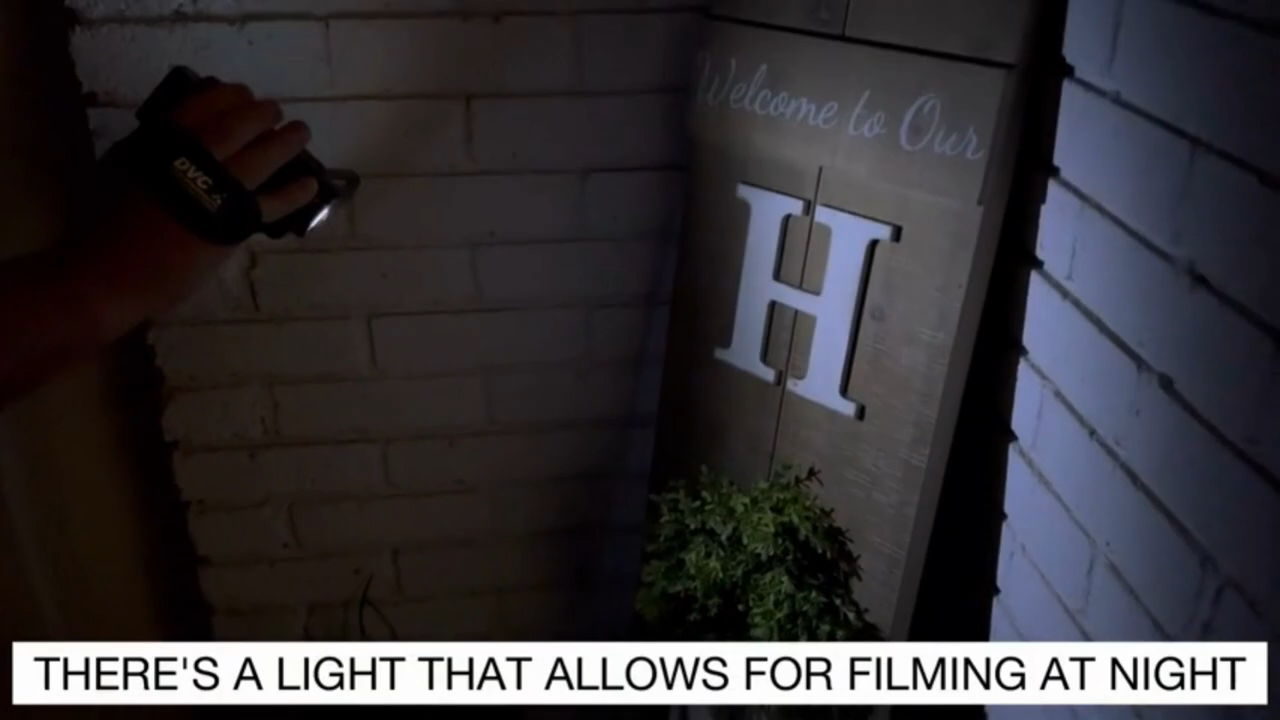 Welcome to Our
H
DVC
THERE'S A LIGHT THAT ALLOWS FOR FILMING AT NIGHT